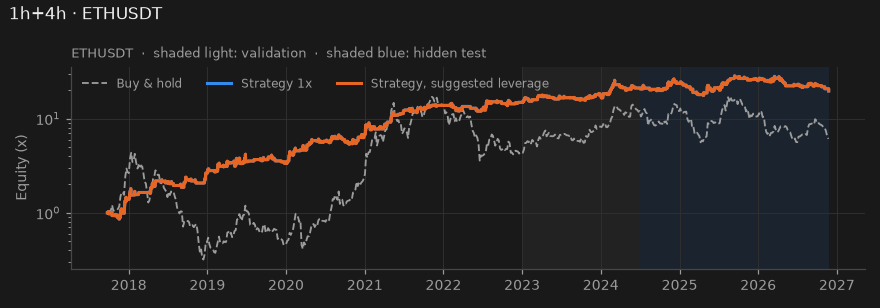 1h+4h · ETHUSDT
ETHUSDT · shaded light: validation · shaded blue: hidden test
Buy & hold
Strategy 1x
Strategy, suggested leverage
Equity (x)
10¹
10⁰
2018
2019
2020
2021
2022
2023
2024
2025
2026
2027